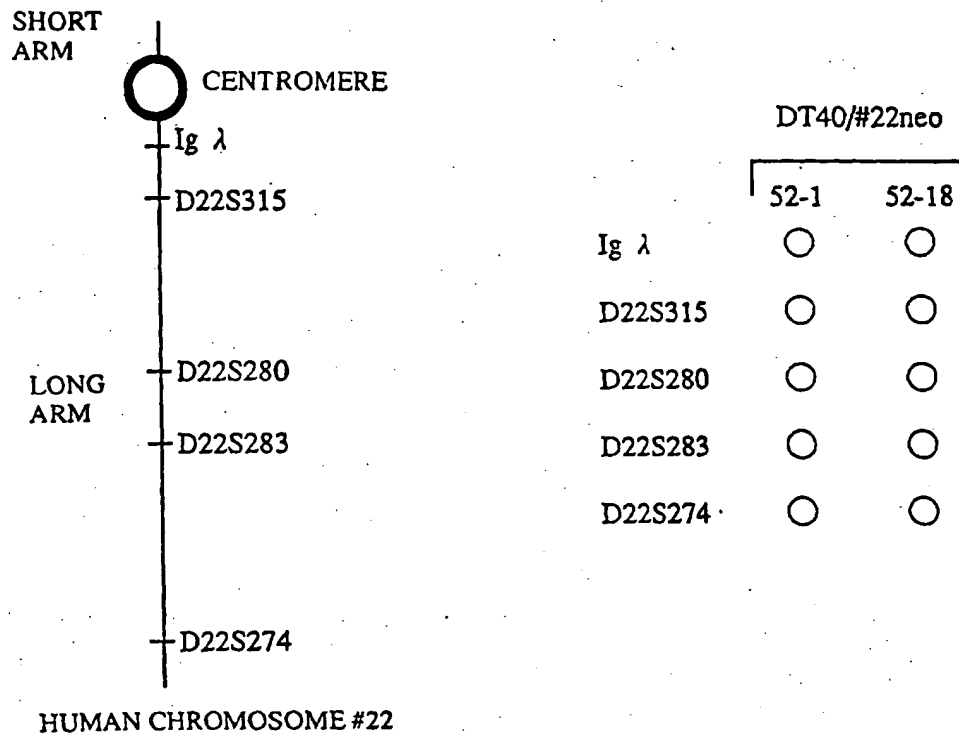 SHORT
ARM
CENTROMERE
Ig λ
D22S315
D22S280
LONG
ARM
D22S283
D22S274
HUMAN CHROMOSOME #22
DT40/#22neo
52-1 52-18
Ig λ
D22S315
D22S280
D22S283
D22S274